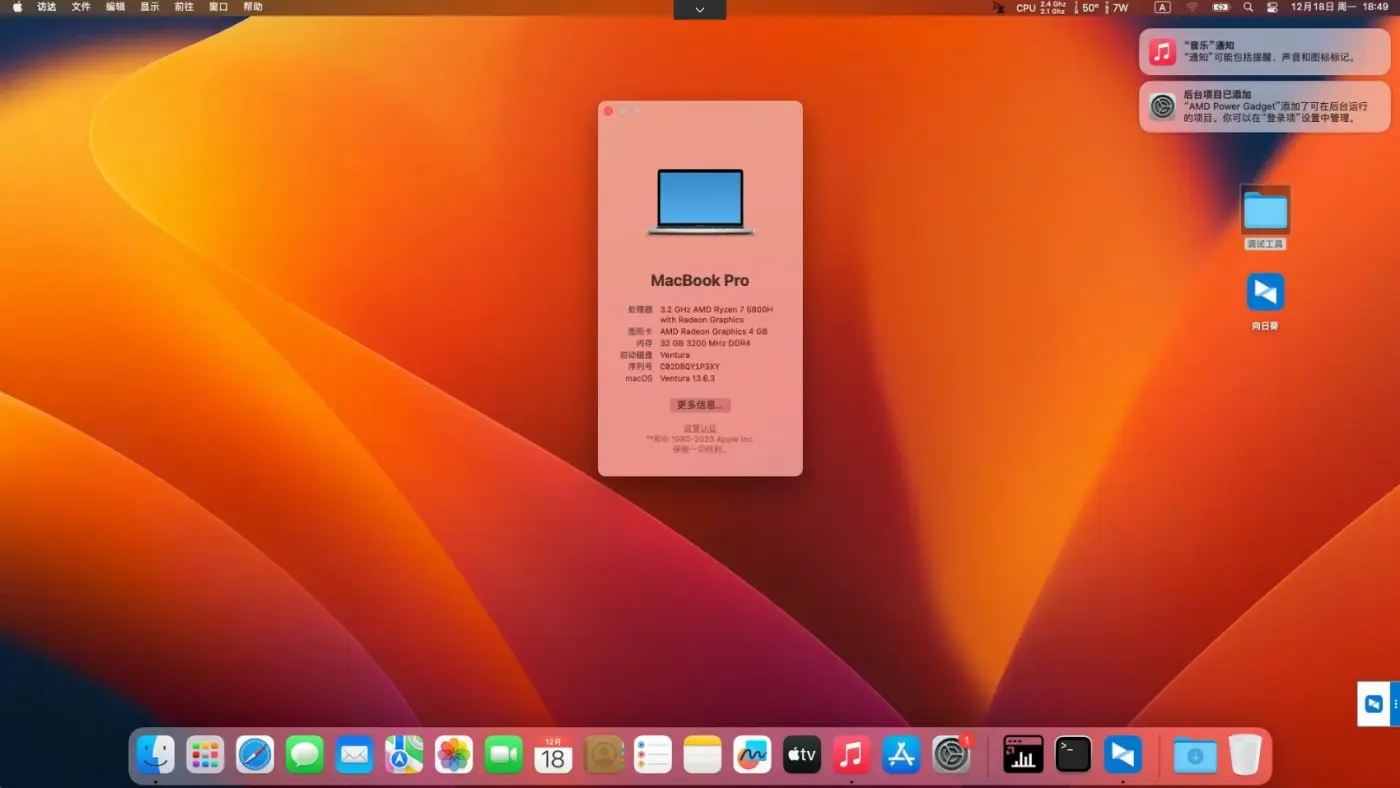 访达 文件 编辑 显示 前往 窗口 帮助
CPU 2.4 Ghz 2.1 Ghz 50° 7W A 12月18日 周一 18:49
“音乐”通知
“通知”可能包括提醒、声音和图标标记。
后台项目已添加
“AMD Power Gadget”添加了可在后台运行
的项目。你可以在“登录项”设置中管理。
调试工具
向日葵
MacBook Pro
处理器 3.2 GHz AMD Ryzen 7 5800H
with Radeon Graphics
图形卡 AMD Radeon Graphics 4 GB
内存 32 GB 3200 MHz DDR4
启动磁盘 Ventura
序列号 C02DBQY1P3XY
macOS Ventura 13.6.3
更多信息...
监管认证
™和© 1983-2023 Apple Inc.
保留一切权利。
12月
18
tv
1